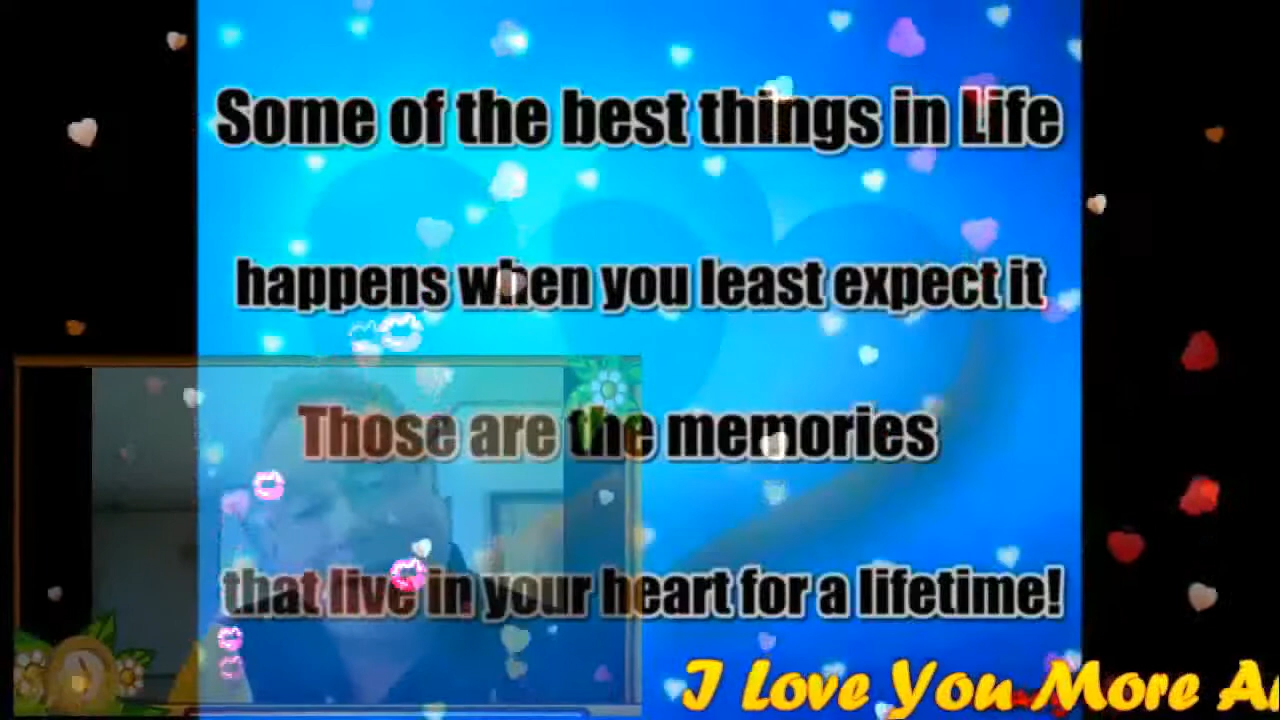 Some of the best things in Life
happens when you least expect it
Those are the memories
that live in your heart for a lifetime!
I Love You More